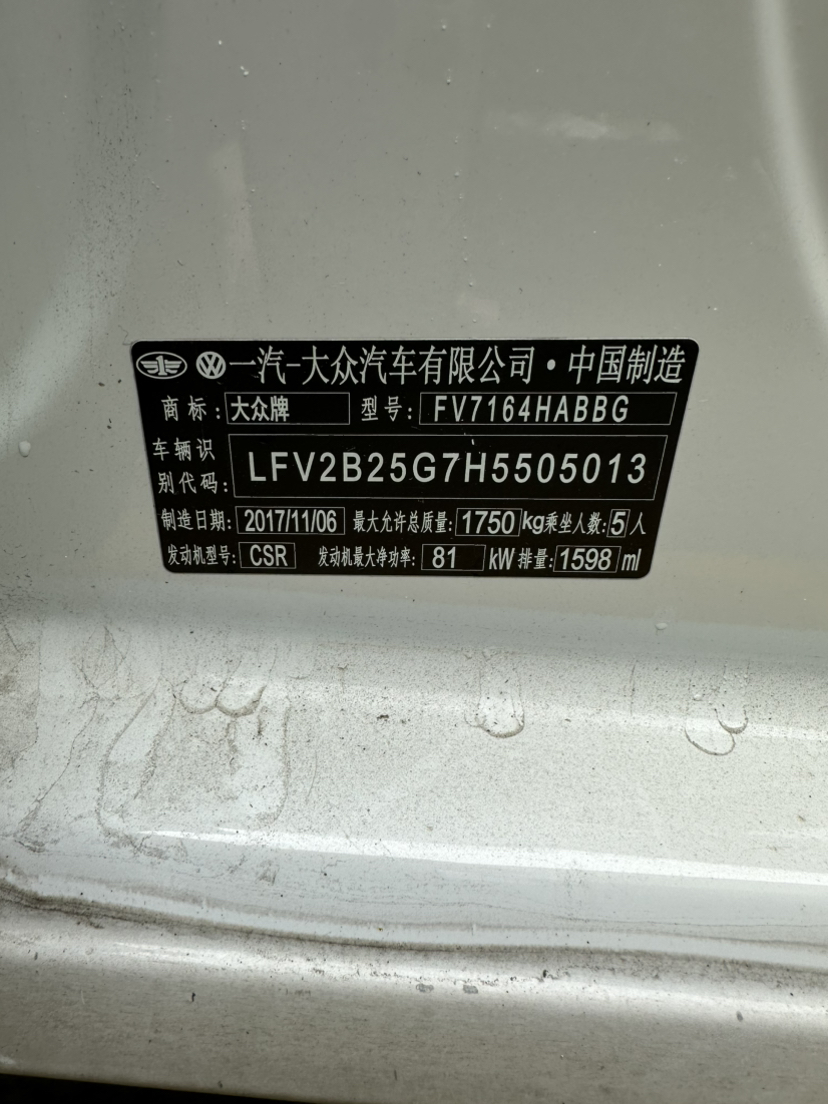 一汽-大众汽车有限公司·中国制造
商标: 大众牌 型号: FV7164HABBG
车辆识别代码: LFV2B25G7H5505013
制造日期: 2017/11/06 最大允许总质量: 1750 kg 乘坐人数: 5 人
发动机型号: CSR 发动机最大净功率: 81 kW 排量: 1598 ml